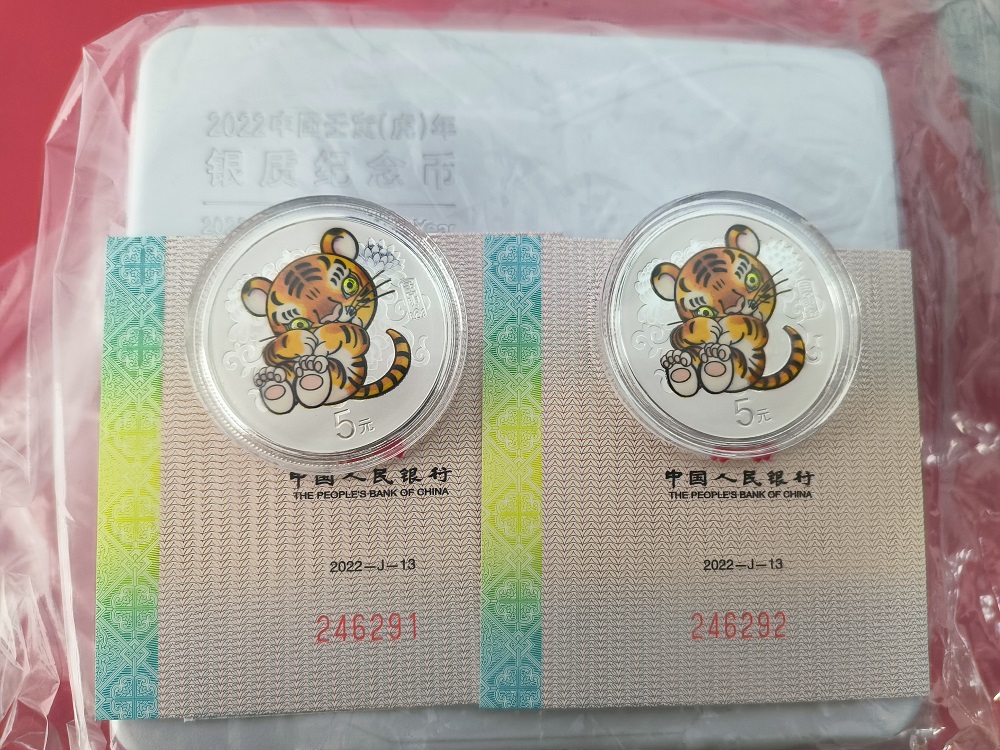 2022中国壬寅(虎)年
银质纪念币
5元
5元
中国人民银行
THE PEOPLE'S BANK OF CHINA
中国人民银行
THE PEOPLE'S BANK OF CHINA
2022—J—13
2022—J—13
246291
246292